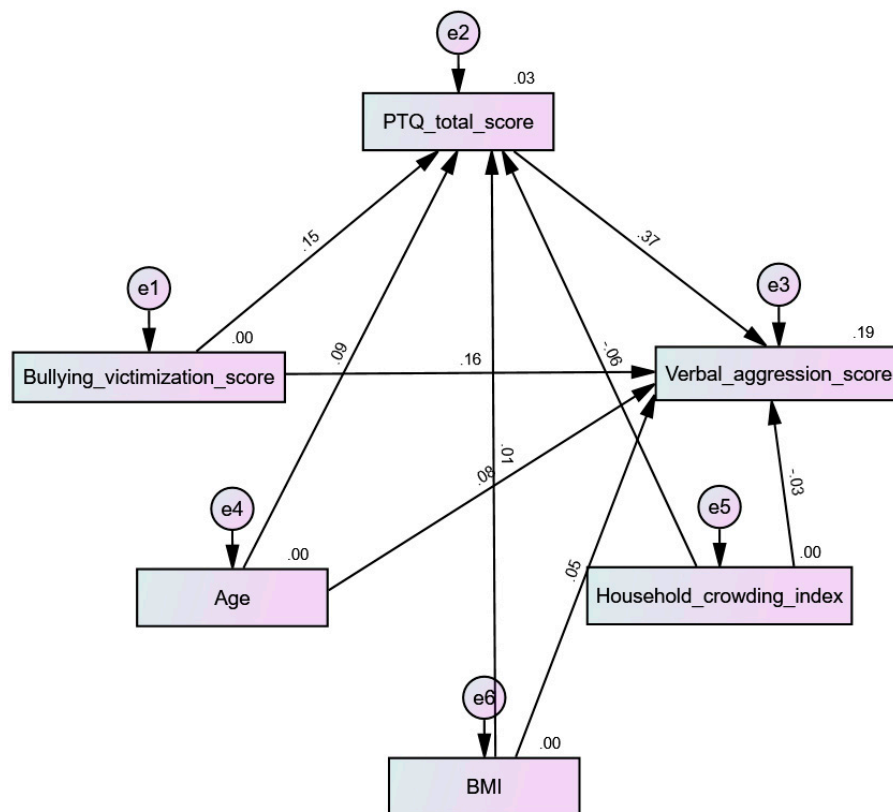 e2
.03
PTQ_total_score
.15
.37
e1
e3
.09
.00
-.06
.19
Bullying_victimization_score
.16
Verbal_aggression_score
.01
.08
-.03
e4
e5
.00
.05
.00
Age
Household_crowding_index
e6
.00
BMI